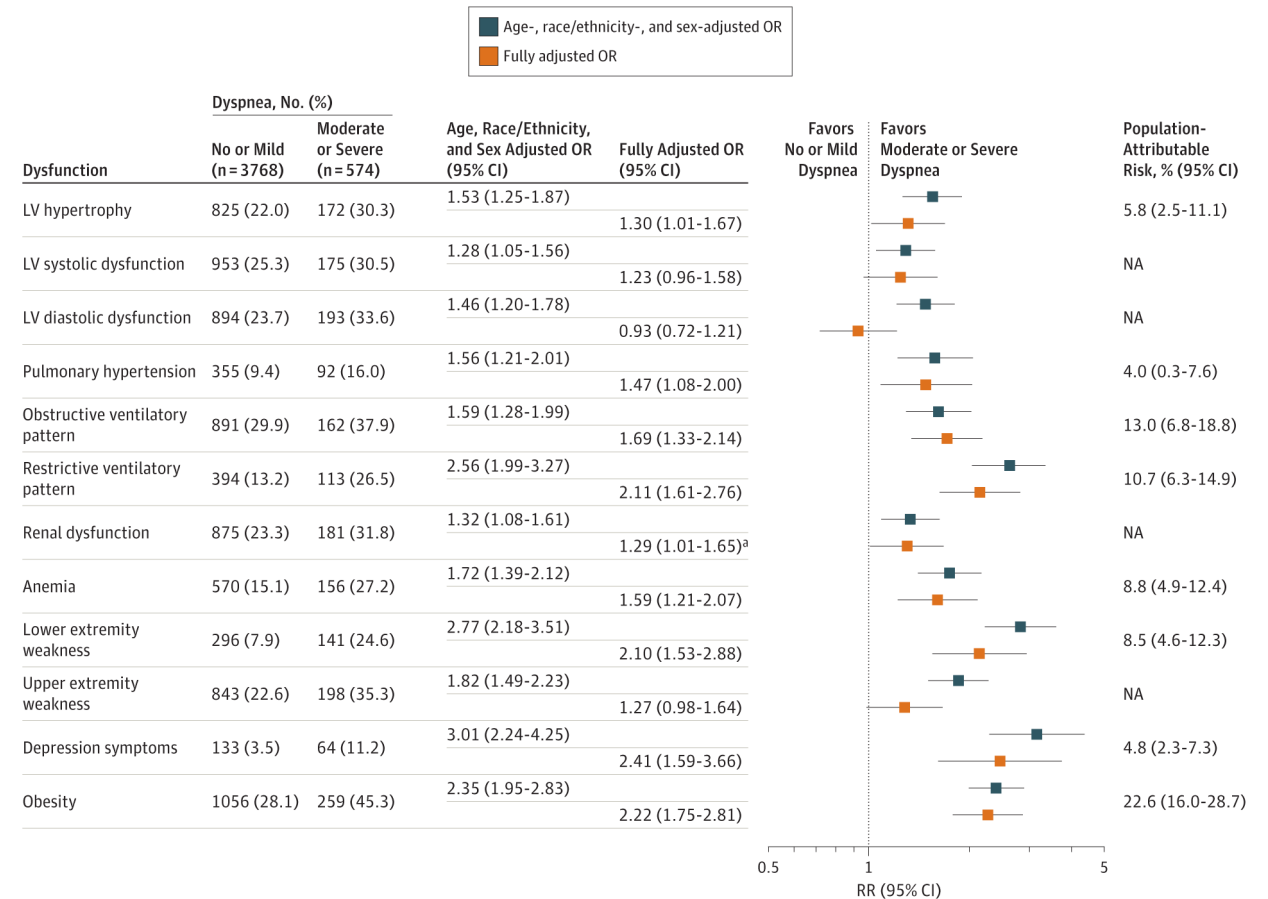 Age-, race/ethnicity-, and sex-adjusted OR
Fully adjusted OR
Dyspnea, No. (%)
Dysfunction
No or Mild
(n=3768)
Moderate
or Severe
(n=574)
Age, Race/Ethnicity,
and Sex Adjusted OR
(95% CI)
Fully Adjusted OR
(95% CI)
Favors
No or Mild
Dyspnea
Favors
Moderate or Severe
Dyspnea
Population-
Attributable
Risk, % (95% CI)
LV hypertrophy 825 (22.0) 172 (30.3) 1.53 (1.25-1.87) 1.30 (1.01-1.67) 5.8 (2.5-11.1)
LV systolic dysfunction 953 (25.3) 175 (30.5) 1.28 (1.05-1.56) 1.23 (0.96-1.58) NA
LV diastolic dysfunction 894 (23.7) 193 (33.6) 1.46 (1.20-1.78) 0.93 (0.72-1.21) NA
Pulmonary hypertension 355 (9.4) 92 (16.0) 1.56 (1.21-2.01) 1.47 (1.08-2.00) 4.0 (0.3-7.6)
Obstructive ventilatory
pattern 891 (29.9) 162 (37.9) 1.59 (1.28-1.99) 1.69 (1.33-2.14) 13.0 (6.8-18.8)
Restrictive ventilatory
pattern 394 (13.2) 113 (26.5) 2.56 (1.99-3.27) 2.11 (1.61-2.76) 10.7 (6.3-14.9)
Renal dysfunction 875 (23.3) 181 (31.8) 1.32 (1.08-1.61) 1.29 (1.01-1.65)a NA
Anemia 570 (15.1) 156 (27.2) 1.72 (1.39-2.12) 1.59 (1.21-2.07) 8.8 (4.9-12.4)
Lower extremity
weakness 296 (7.9) 141 (24.6) 2.77 (2.18-3.51) 2.10 (1.53-2.88) 8.5 (4.6-12.3)
Upper extremity
weakness 843 (22.6) 198 (35.3) 1.82 (1.49-2.23) 1.27 (0.98-1.64) NA
Depression symptoms 133 (3.5) 64 (11.2) 3.01 (2.24-4.25) 2.41 (1.59-3.66) 4.8 (2.3-7.3)
Obesity 1056 (28.1) 259 (45.3) 2.35 (1.95-2.83) 2.22 (1.75-2.81) 22.6 (16.0-28.7)
0.5 1 5
RR (95% CI)